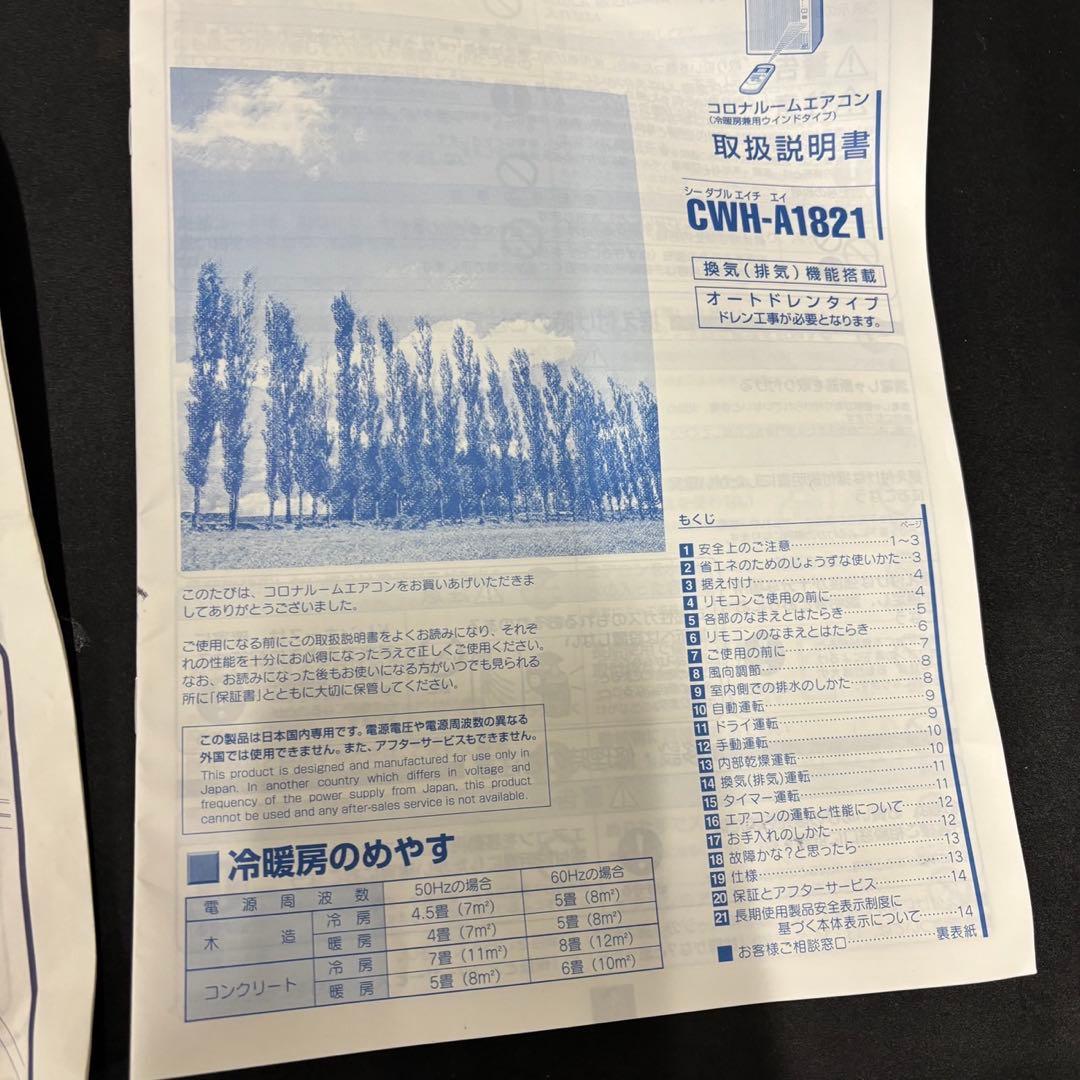 コロナルームエアコン
(冷暖房兼用ウインドタイプ)
取扱説明書
シー ダブル エイチ エイ
CWH-A1821
換気(排気)機能搭載
オートドレンタイプ
ドレン工事が必要となります。
このたびは、コロナルームエアコンをお買いあげいただきま
してありがとうございました。
ご使用になる前にこの取扱説明書をよくお読みになり、それぞ
れの性能を十分にお心得になったうえで正しくご使用ください。
なお、お読みになった後もお使いになる方がいつでも見られる
所に「保証書」とともに大切に保管してください。
この製品は日本国内専用です。電源電圧や電源周波数の異なる
外国では使用できません。また、アフターサービスもできません。
This product is designed and manufactured for use only in
Japan. In another country which differs in voltage and
frequency of the power supply from Japan, this product
cannot be used and any after-sales service is not available.
冷暖房のめやす
電源周波数 50Hzの場合 60Hzの場合
木造 冷房 4.5畳(7m²) 5畳(8m²)
暖房 4畳(7m²) 5畳(8m²)
コンクリート 冷房 7畳(11m²) 8畳(12m²)
暖房 5畳(8m²) 6畳(10m²)
もくじ ページ
1 安全上のご注意……………………1〜3
2 省エネのためのじょうずな使いかた…3
3 据え付け……………………………4
4 リモコンご使用の前に………………4
5 各部のなまえとはたらき……………5
6 リモコンのなまえとはたらき………6
7 ご使用の前に………………………7
8 風向調節……………………………8
9 室内側での排水のしかた……………8
10 自動運転……………………………9
11 ドライ運転…………………………9
12 手動運転……………………………10
13 内部乾燥運転………………………10
14 換気(排気)運転……………………11
15 タイマー運転………………………11
16 エアコンの運転と性能について……12
17 お手入れのしかた…………………12
18 故障かな?と思ったら………………13
19 仕様…………………………………13
20 保証とアフターサービス……………14
21 長期使用製品安全表示制度に
基づく本体表示について………14
■ お客様ご相談窓口………………裏表紙